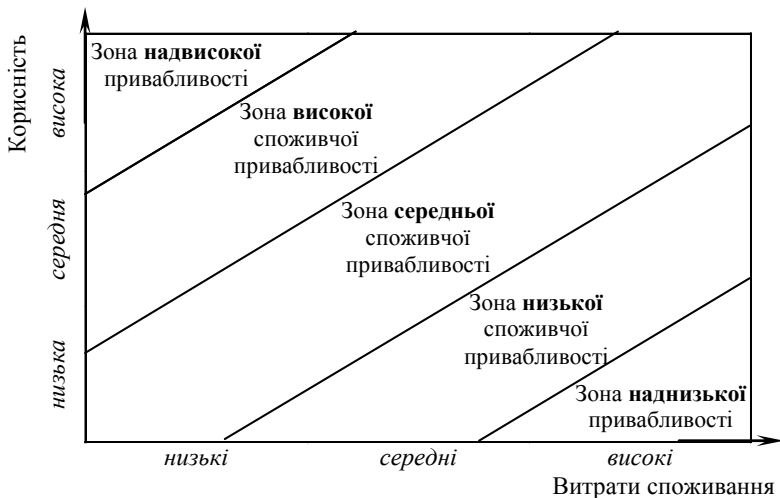 Корисність
висока
середня
низька
Зона надвисокої
привабливості
Зона високої
споживчої
привабливості
Зона середньої
споживчої
привабливості
Зона низької
споживчої
привабливості
Зона наднизької
привабливості
низькі
середні
високі
Витрати споживання